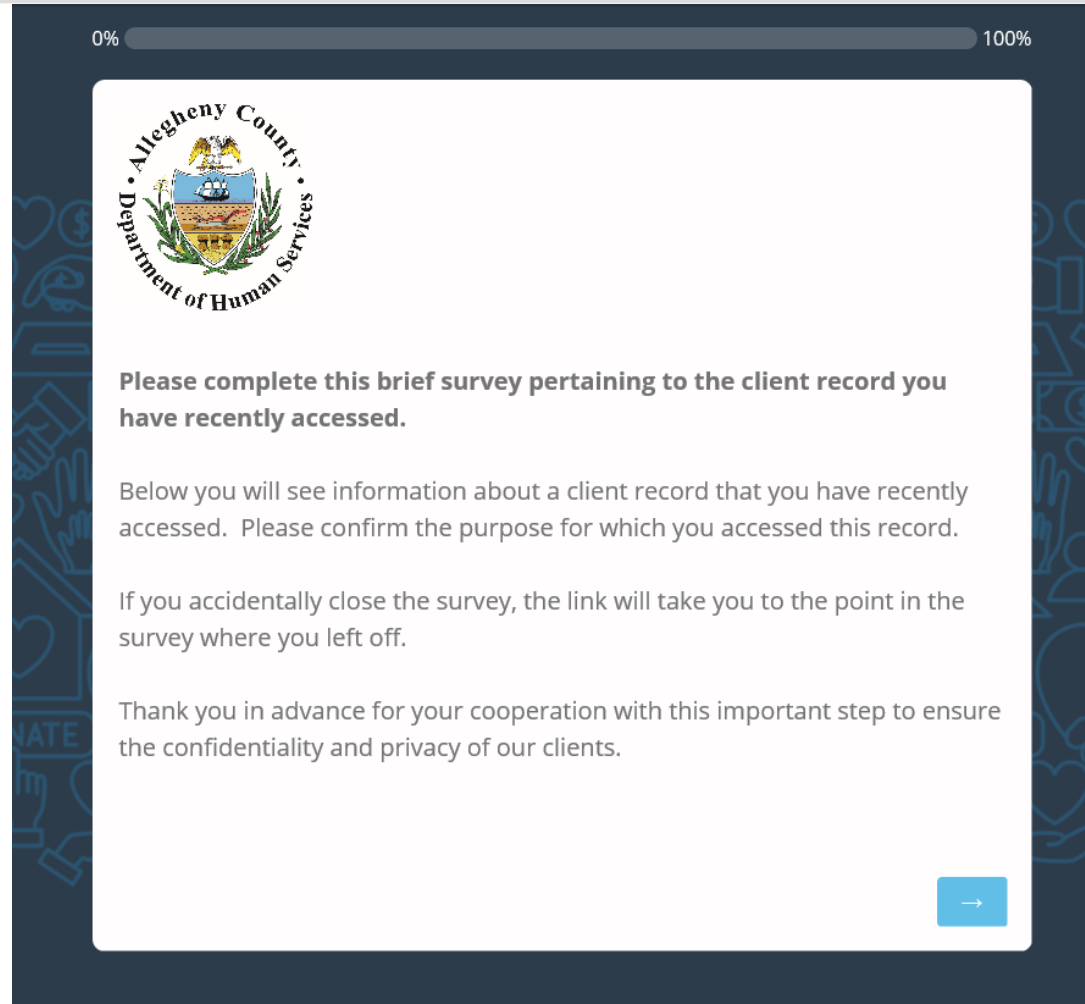 0%
100%
• Allegheny County •
Department of Human Services
Please complete this brief survey pertaining to the client record you
have recently accessed.
Below you will see information about a client record that you have recently
accessed.  Please confirm the purpose for which you accessed this record.
If you accidentally close the survey, the link will take you to the point in the
survey where you left off.
Thank you in advance for your cooperation with this important step to ensure
the confidentiality and privacy of our clients.
NATE
→